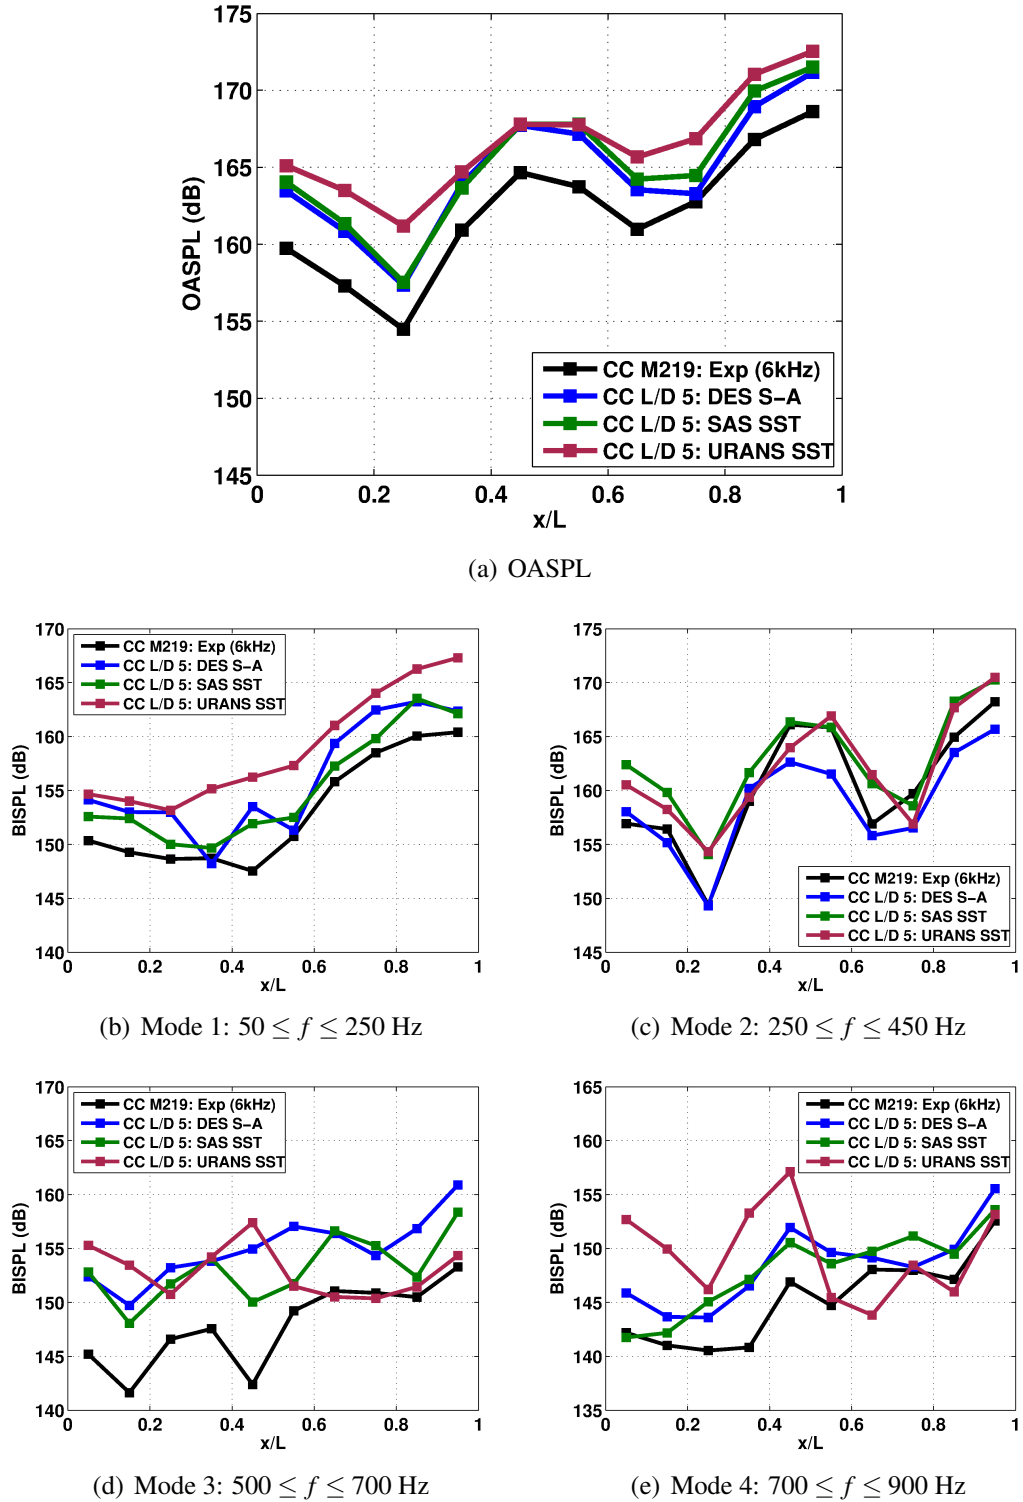 175
170
165
160
155
150
145
OASPL (dB)
CC M219: Exp (6kHz)
CC L/D 5: DES S-A
CC L/D 5: SAS SST
CC L/D 5: URANS SST
0 0.2 0.4 0.6 0.8 1
x/L
(a) OASPL
170
165
160
155
150
145
140
BISPL (dB)
CC M219: Exp (6kHz)
CC L/D 5: DES S-A
CC L/D 5: SAS SST
CC L/D 5: URANS SST
0 0.2 0.4 0.6 0.8 1
x/L
(b) Mode 1: 50 ≤ f ≤ 250 Hz
175
170
165
160
155
150
145
BISPL (dB)
CC M219: Exp (6kHz)
CC L/D 5: DES S-A
CC L/D 5: SAS SST
CC L/D 5: URANS SST
0 0.2 0.4 0.6 0.8 1
x/L
(c) Mode 2: 250 ≤ f ≤ 450 Hz
170
165
160
155
150
145
140
BISPL (dB)
CC M219: Exp (6kHz)
CC L/D 5: DES S-A
CC L/D 5: SAS SST
CC L/D 5: URANS SST
0 0.2 0.4 0.6 0.8 1
x/L
(d) Mode 3: 500 ≤ f ≤ 700 Hz
165
160
155
150
145
140
135
BISPL (dB)
CC M219: Exp (6kHz)
CC L/D 5: DES S-A
CC L/D 5: SAS SST
CC L/D 5: URANS SST
0 0.2 0.4 0.6 0.8 1
x/L
(e) Mode 4: 700 ≤ f ≤ 900 Hz